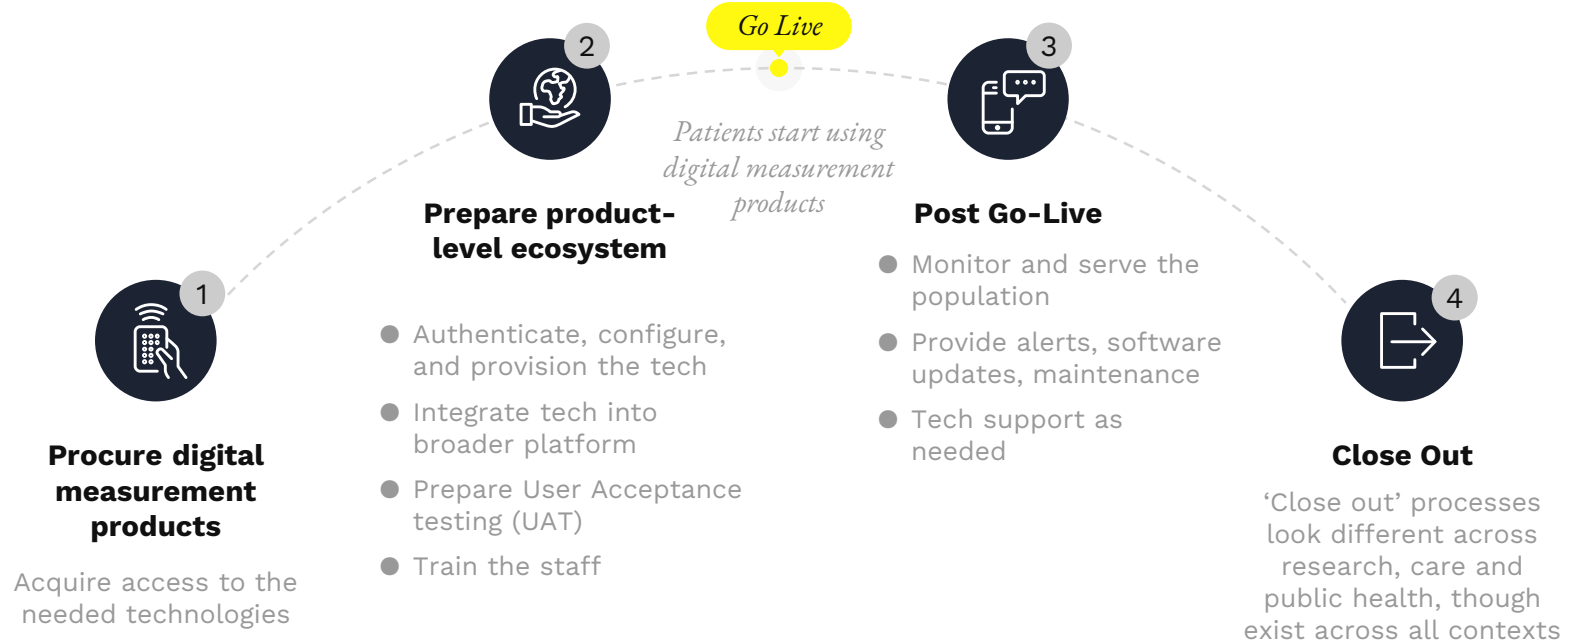 1
Procure digital
measurement
products
Acquire access to the
needed technologies
2
Prepare product-
level ecosystem
● Authenticate, configure,
and provision the tech
● Integrate tech into
broader platform
● Prepare User Acceptance
testing (UAT)
● Train the staff
Go Live
Patients start using
digital measurement
products
3
Post Go-Live
● Monitor and serve the
population
● Provide alerts, software
updates, maintenance
● Tech support as
needed
4
Close Out
‘Close out’ processes
look different across
research, care and
public health, though
exist across all contexts